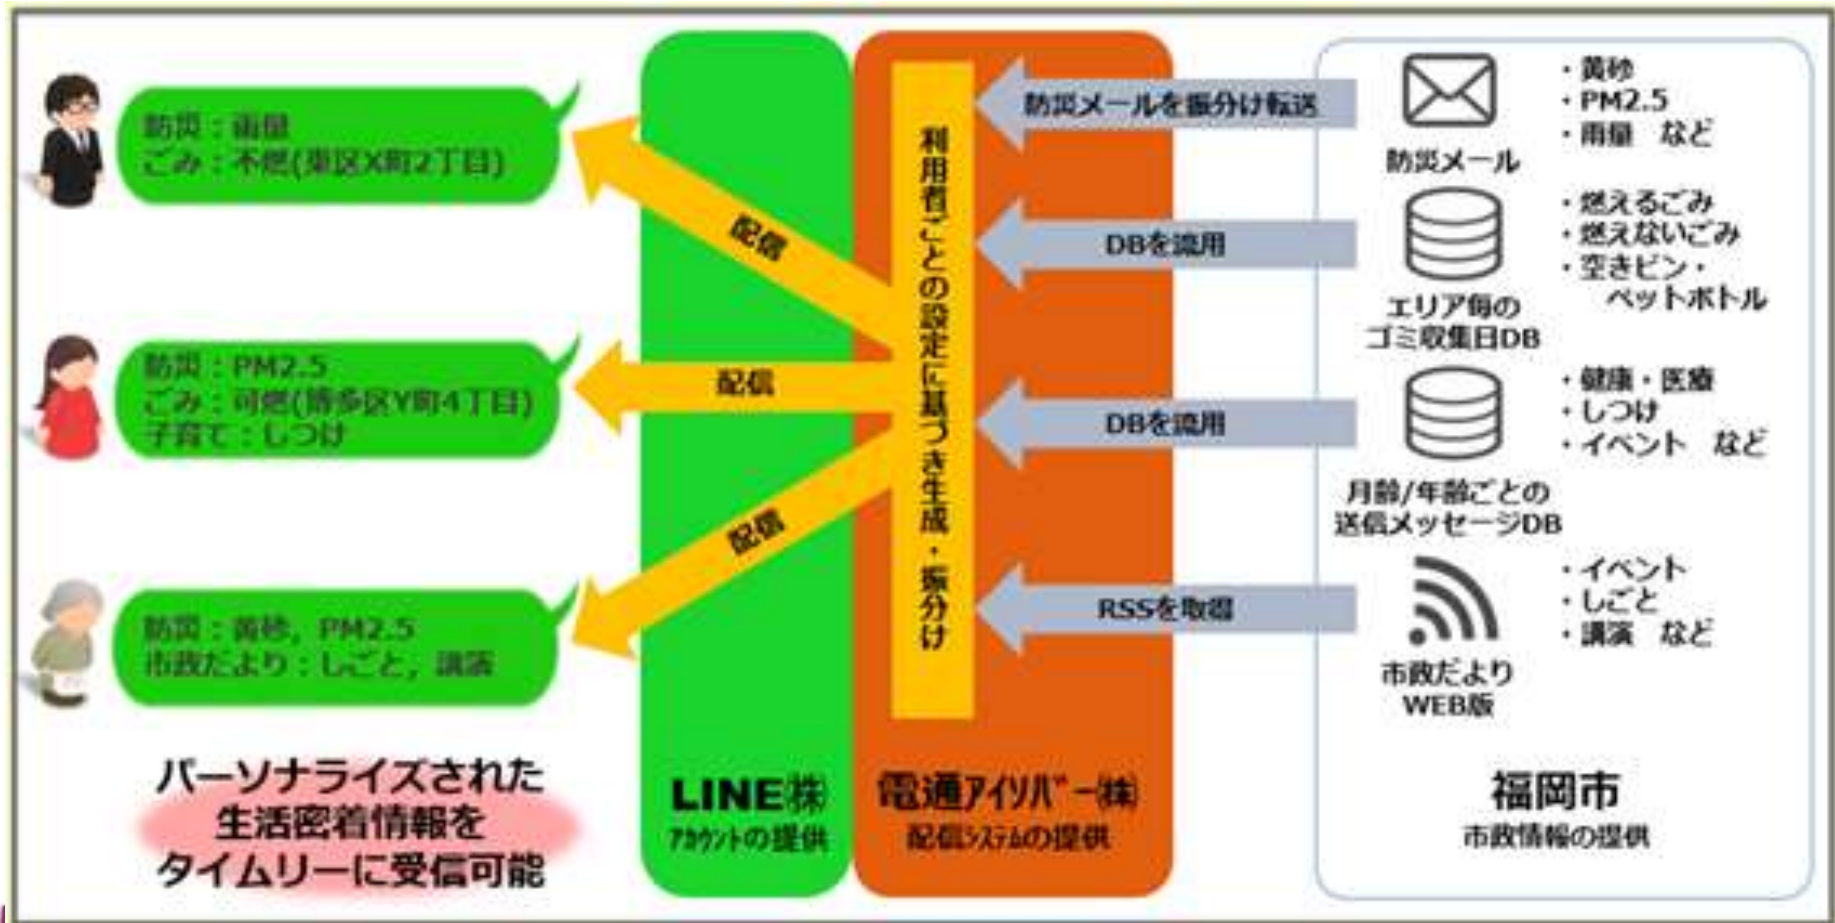 防災：雨量
ごみ：不燃(東区X町2丁目)
防災：PM2.5
ごみ：可燃(博多区Y町4丁目)
子育て：しつけ
防災：黄砂，PM2.5
市政だより：しごと，講演
パーソナライズされた
生活密着情報を
タイムリーに受信可能
配信
配信
配信
LINE㈱
ｱｶｳﾝﾄの提供
利用者ごとの設定に基づき生成・振分け
電通ｱｲｿﾊﾞｰ㈱
配信ｼｽﾃﾑの提供
防災メールを振分け転送
DBを流用
DBを流用
RSSを取得
防災メール
・黄砂
・PM2.5
・雨量　など
エリア毎の
ゴミ収集日DB
・燃えるごみ
・燃えないごみ
・空きビン・
ペットボトル
月齢/年齢ごとの
送信メッセージDB
・健康・医療
・しつけ
・イベント　など
市政だより
WEB版
・イベント
・しごと
・講演　など
福岡市
市政情報の提供